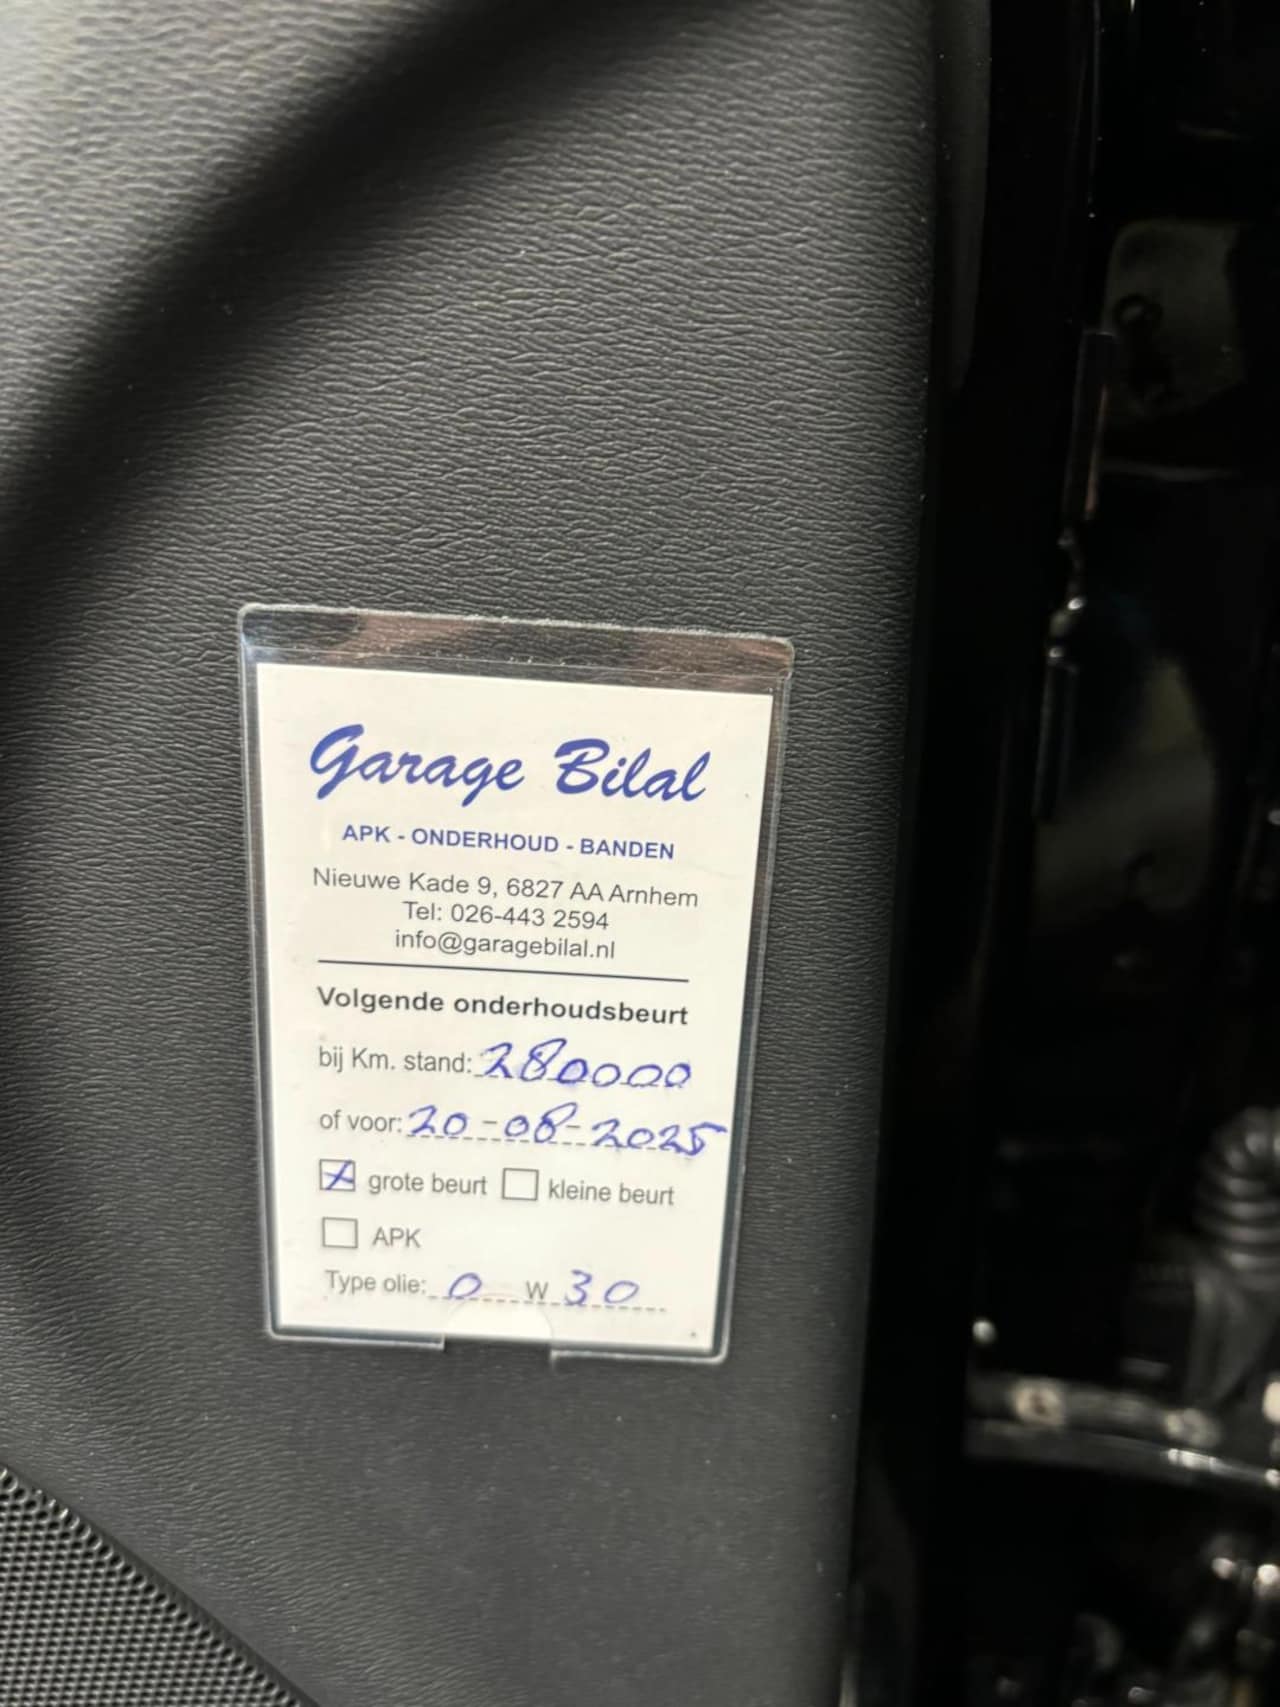 Garage Bilal
APK - ONDERHOUD - BANDEN
Nieuwe Kade 9, 6827 AA Arnhem
Tel: 026-443 2594
info@garagebilal.nl
Volgende onderhoudsbeurt
bij Km. stand: 280000
of voor: 20-08-2025
grote beurt kleine beurt
APK
Type olie: 0 W 30